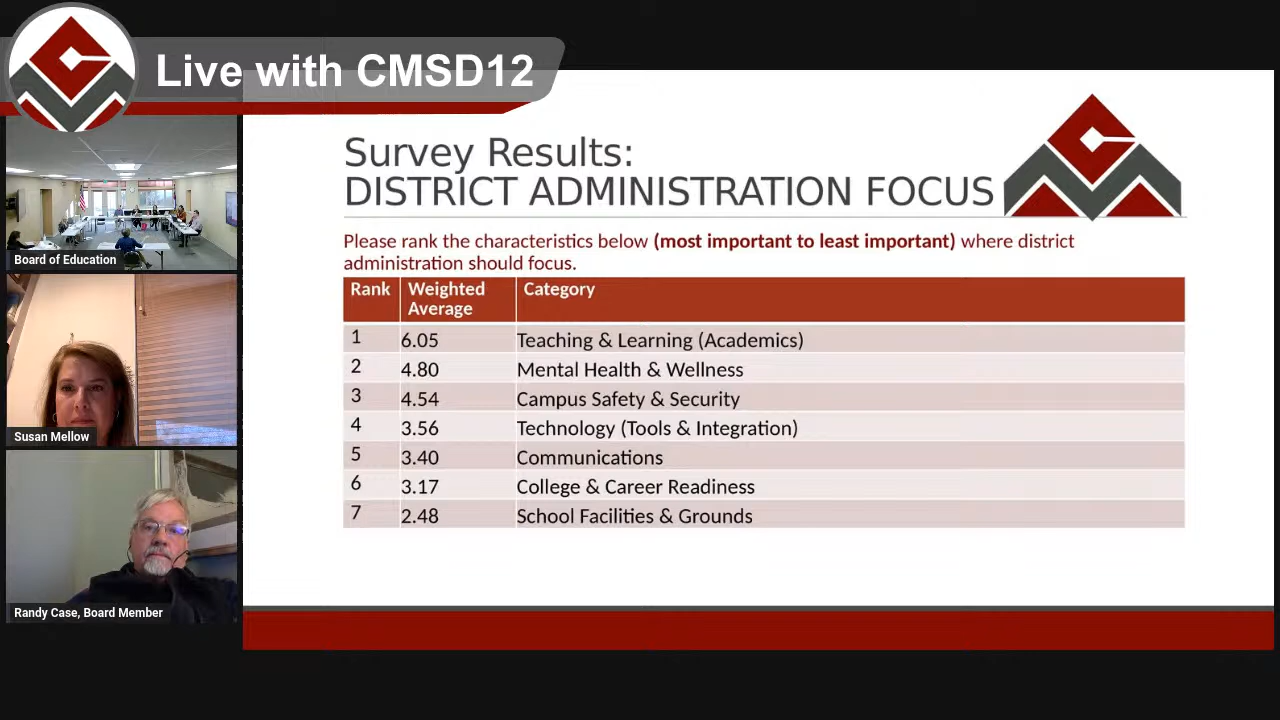 Live with CMSD12
Board of Education
Susan Mellow
Randy Case, Board Member
Survey Results:
DISTRICT ADMINISTRATION FOCUS
Please rank the characteristics below (most important to least important) where district
administration should focus.
Rank Weighted Average Category
1 6.05 Teaching & Learning (Academics)
2 4.80 Mental Health & Wellness
3 4.54 Campus Safety & Security
4 3.56 Technology (Tools & Integration)
5 3.40 Communications
6 3.17 College & Career Readiness
7 2.48 School Facilities & Grounds